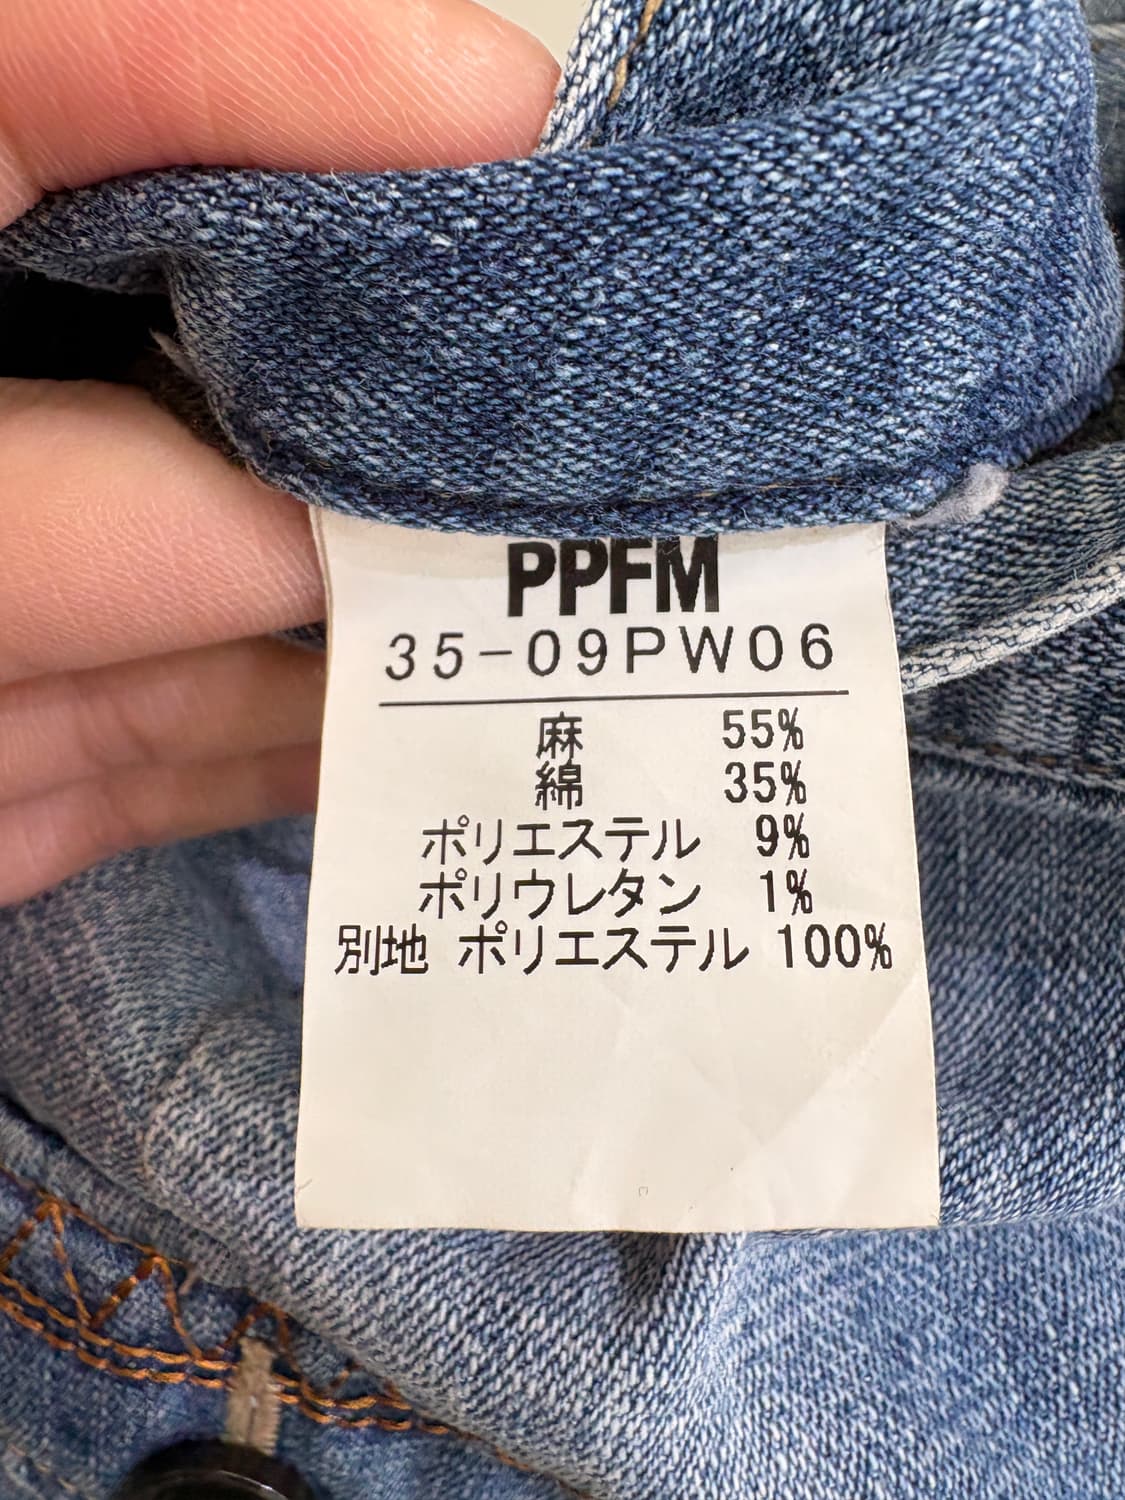 PPFM
35-09PW06
麻 55%
綿 35%
ポリエステル 9%
ポリウレタン 1%
別地 ポリエステル 100%